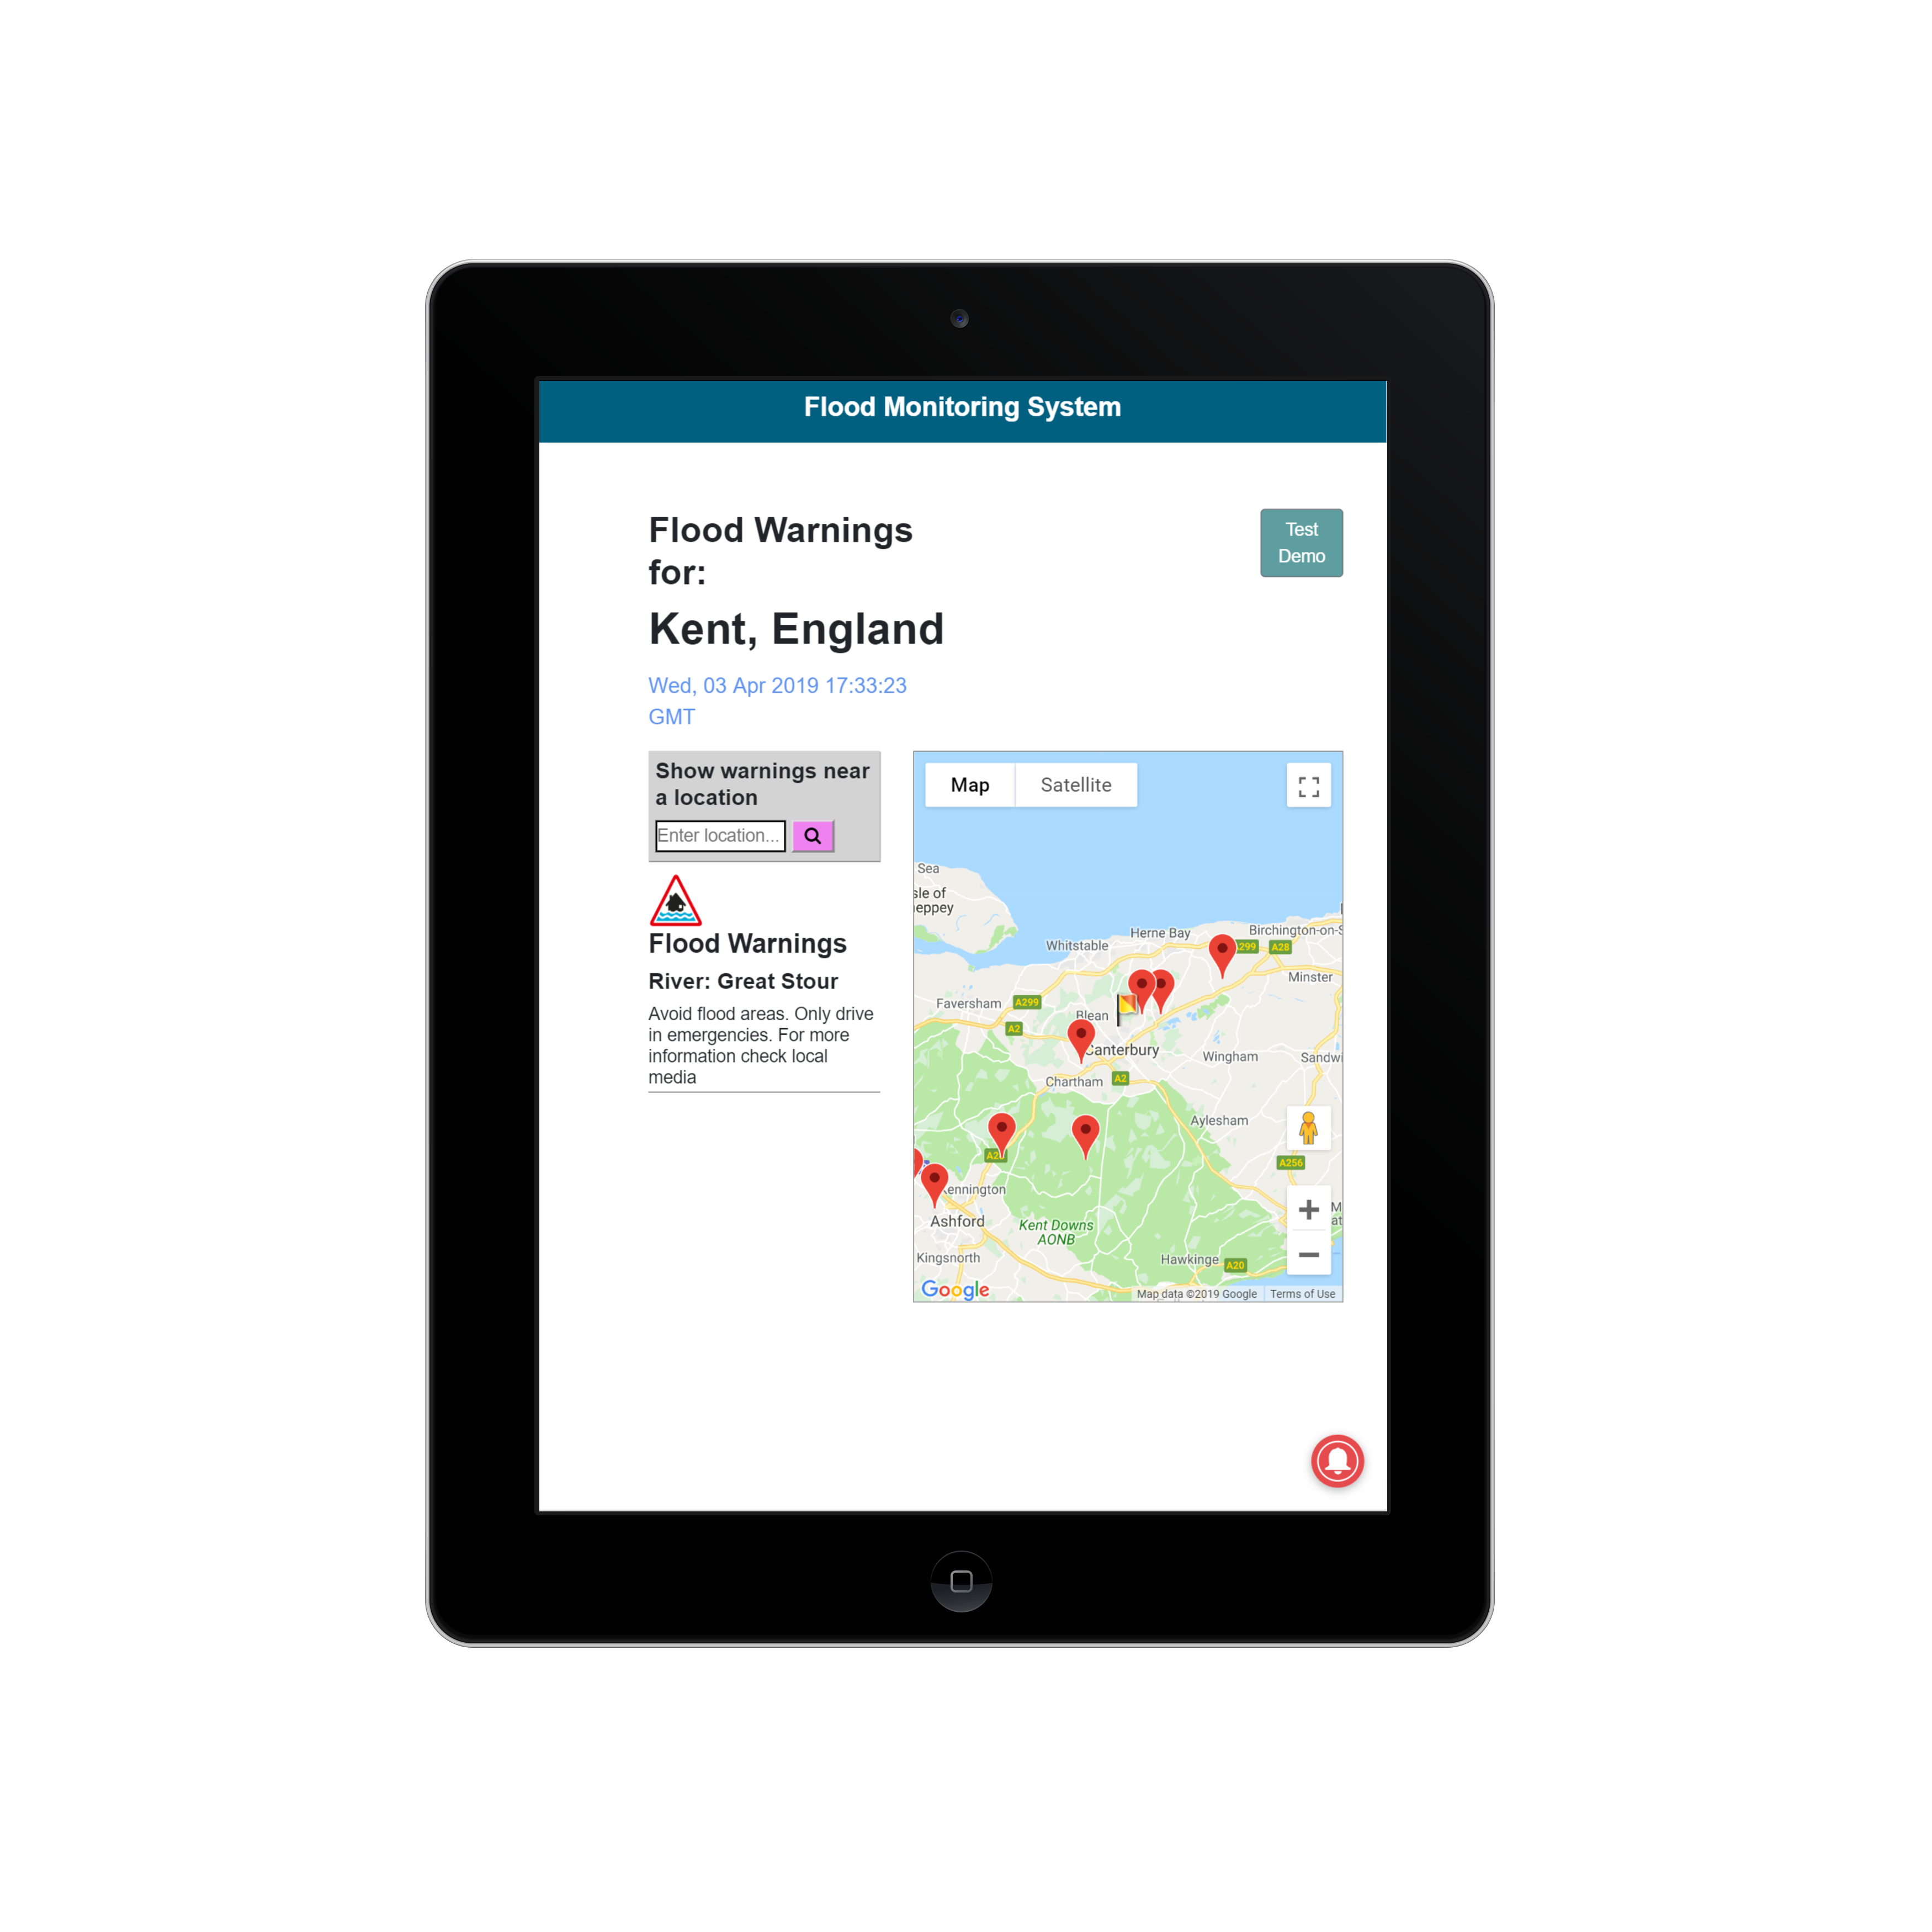 Flood Monitoring System
Flood Warnings
for:
Test
Demo
Kent, England
Wed, 03 Apr 2019 17:33:23
GMT
Show warnings near
a location
Enter location...
Flood Warnings
River: Great Stour
Avoid flood areas. Only drive
in emergencies. For more
information check local
media
Map
Satellite
Sea
sle of
eppey
Herne Bay
Birchington-on-S
Whitstable
299
A28
Minster
Faversham
A299
Blean
A2
Canterbury
Wingham
Sandwi
Chartham
A2
Aylesham
A2
A256
Kennington
Ashford
Kent Downs
AONB
Kingsnorth
Hawkinge
A20
M
at
Google
Map data ©2019 Google
Terms of Use